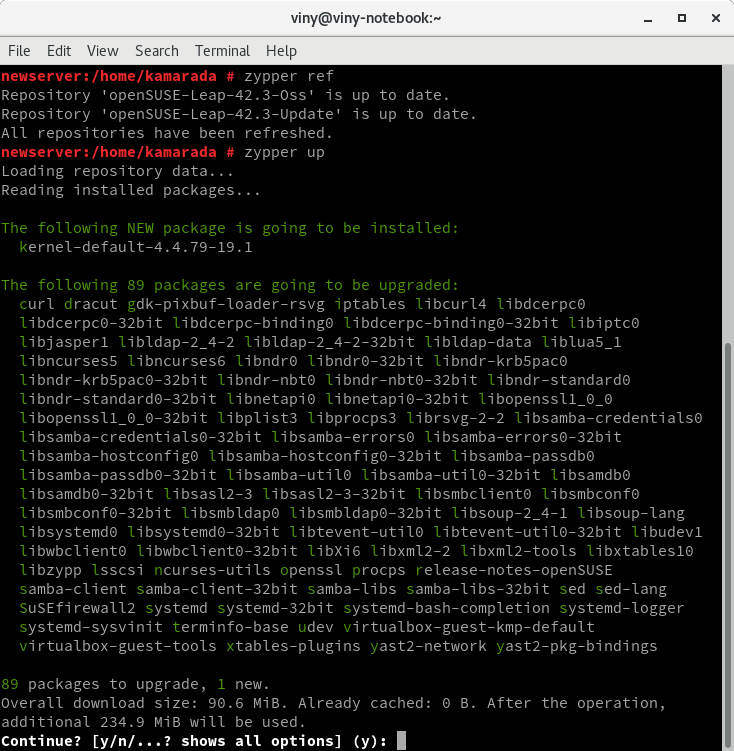 viny@viny-notebook:~
File Edit View Search Terminal Help
newserver:/home/kamarada # zypper ref
Repository 'openSUSE-Leap-42.3-Oss' is up to date.
Repository 'openSUSE-Leap-42.3-Update' is up to date.
All repositories have been refreshed.
newserver:/home/kamarada # zypper up
Loading repository data...
Reading installed packages...
The following NEW package is going to be installed:
kernel-default-4.4.79-19.1
The following 89 packages are going to be upgraded:
curl dracut gdk-pixbuf-loader-rsvg iptables libcurl4 libdcerpc0
libdcerpc0-32bit libdcerpc-binding0 libdcerpc-binding0-32bit libiptc0
libjasper1 libldap-2_4-2 libldap-2_4-2-32bit libldap-data liblua5_1
libncurses5 libncurses6 libndr0 libndr0-32bit libndr-krb5pac0
libndr-krb5pac0-32bit libndr-nbt0 libndr-nbt0-32bit libndr-standard0
libndr-standard0-32bit libnetapi0 libnetapi0-32bit libopenssl1_0_0
libopenssl1_0_0-32bit libplist3 libprocps3 librsvg-2-2 libsamba-credentials0
libsamba-credentials0-32bit libsamba-errors0 libsamba-errors0-32bit
libsamba-hostconfig0 libsamba-hostconfig0-32bit libsamba-passdb0
libsamba-passdb0-32bit libsamba-util0 libsamba-util0-32bit libsamdb0
libsamdb0-32bit libsasl2-3 libsasl2-3-32bit libsmbclient0 libsmbconf0
libsmbconf0-32bit libsmbldap0 libsmbldap0-32bit libsoup-2_4-1 libsoup-lang
libsystemd0 libsystemd0-32bit libtevent-util0 libtevent-util0-32bit libudev1
libwbclient0 libwbclient0-32bit libXi6 libxml2-2 libxml2-tools libxtables10
libzypp lsscsi ncurses-utils openssl procps release-notes-openSUSE
samba-client samba-client-32bit samba-libs samba-libs-32bit sed sed-lang
SuSEfirewall2 systemd systemd-32bit systemd-bash-completion systemd-logger
systemd-sysvinit terminfo-base udev virtualbox-guest-kmp-default
virtualbox-guest-tools xtables-plugins yast2-network yast2-pkg-bindings
89 packages to upgrade, 1 new.
Overall download size: 90.6 MiB. Already cached: 0 B. After the operation,
additional 234.9 MiB will be used.
Continue? [y/n/...? shows all options] (y):